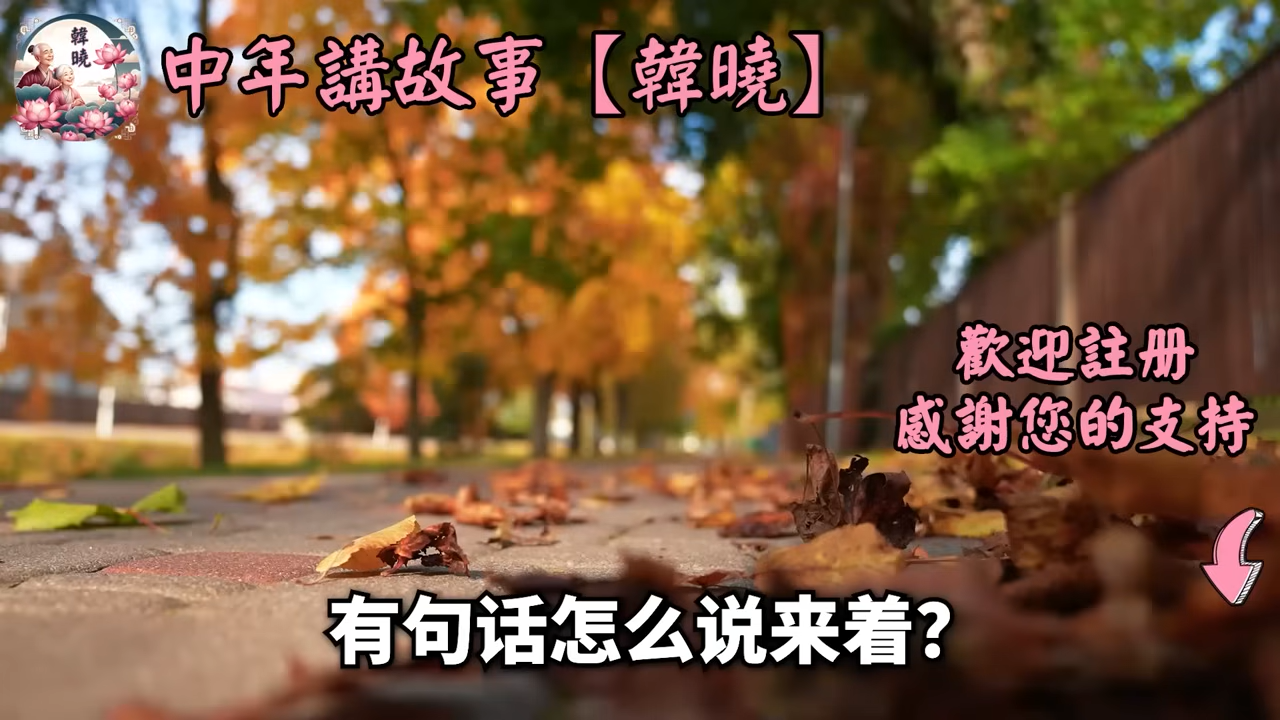 韓
曉
中年講故事【韓曉】
歡迎註册
感謝您的支持
有句话怎么说来着?